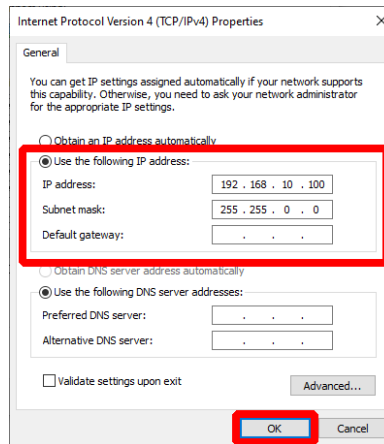 Internet Protocol Version 4 (TCP/IPv4) Properties
General
You can get IP settings assigned automatically if your network supports
this capability. Otherwise, you need to ask your network administrator
for the appropriate IP settings.
Obtain an IP address automatically
Use the following IP address:
IP address: 192 . 168 . 10 . 100
Subnet mask: 255 . 255 . 0 . 0
Default gateway: . . .
Obtain DNS server address automatically
Use the following DNS server addresses:
Preferred DNS server: . . .
Alternative DNS server: . . .
Validate settings upon exit
Advanced...
OK Cancel